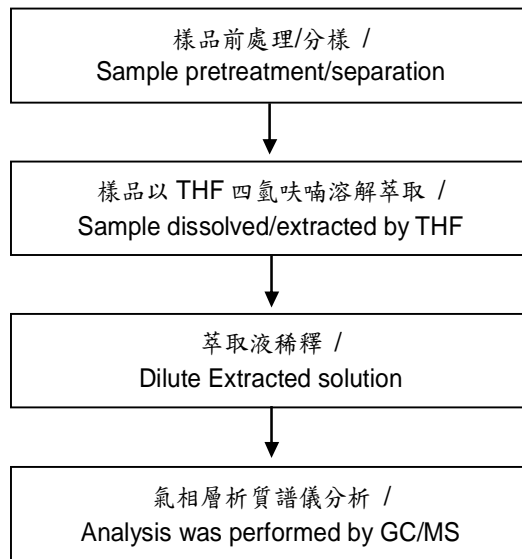 樣品前處理/分樣 /
Sample pretreatment/separation
樣品以 THF 四氫呋喃溶解萃取 /
Sample dissolved/extracted by THF
萃取液稀釋 /
Dilute Extracted solution
氣相層析質譜儀分析 /
Analysis was performed by GC/MS